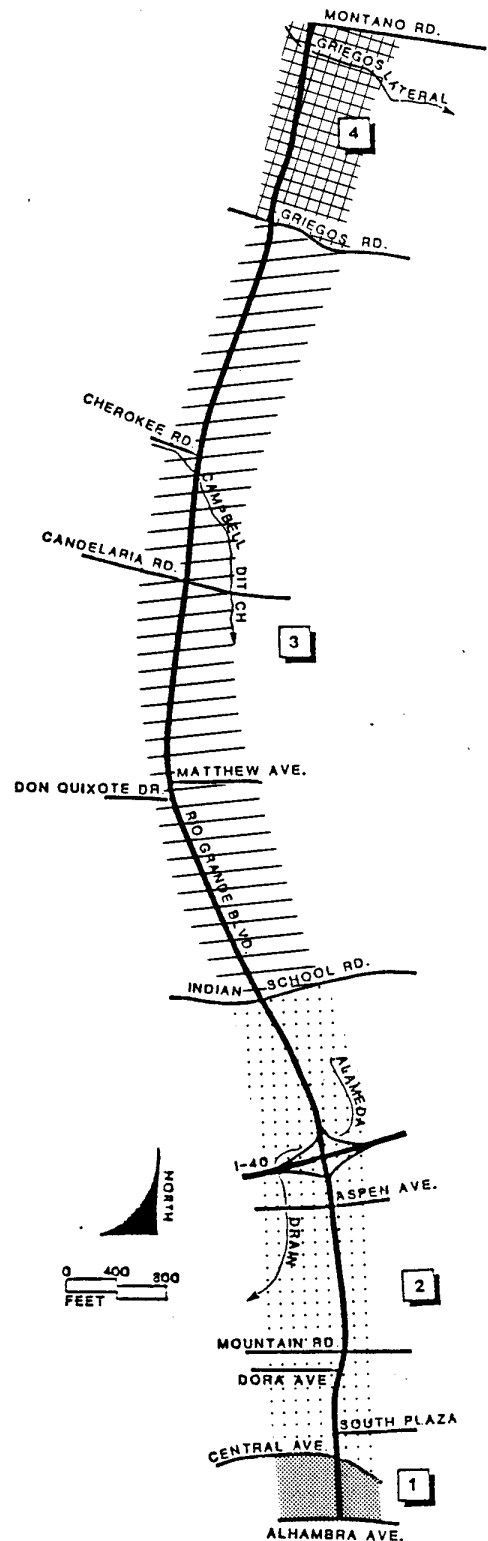 MONTANO RD.
GRIEGOS LATERAL
4
GRIEGOS RD.
CHEROKEE RD.
CAMPBELL DITCH
CANDELARIA RD.
3
MATTHEW AVE.
DON QUIXOTE DR.
RIO GRANDE BLVD.
INDIAN SCHOOL RD.
ALAMEDA
I-40
NORTH
ASPEN AVE.
DRAIN
0 400 800
FEET
2
MOUNTAIN RD
DORA AVE
SOUTH PLAZA
CENTRAL AVE.
1
ALHAMBRA AVE.